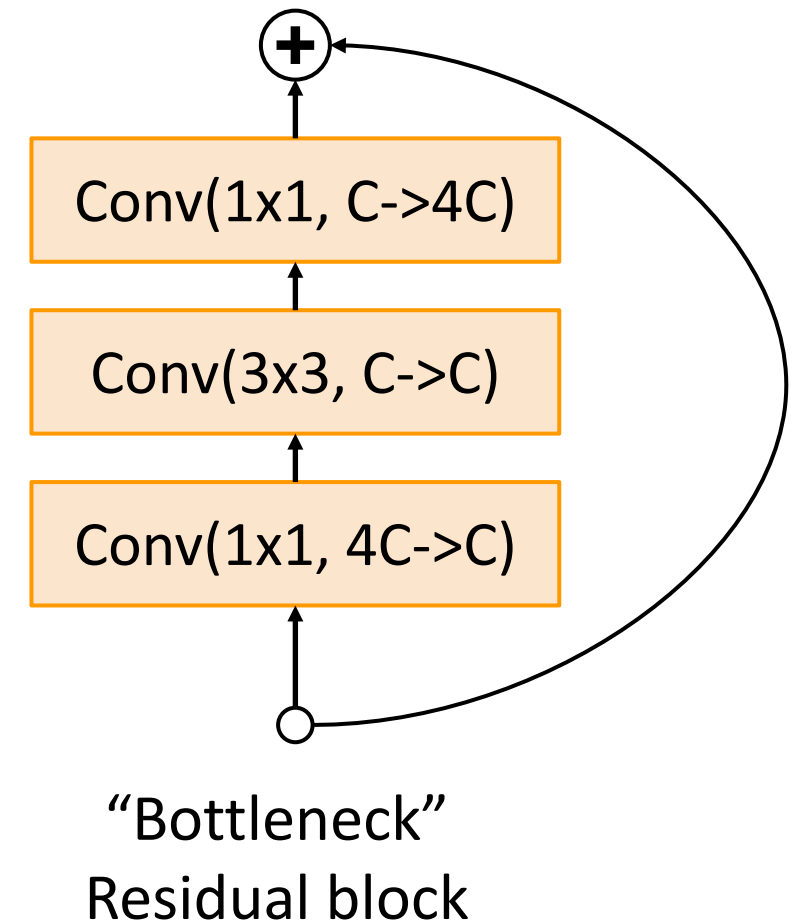 +
Conv(1x1, C->4C)
Conv(3x3, C->C)
Conv(1x1, 4C->C)
“Bottleneck”
Residual block